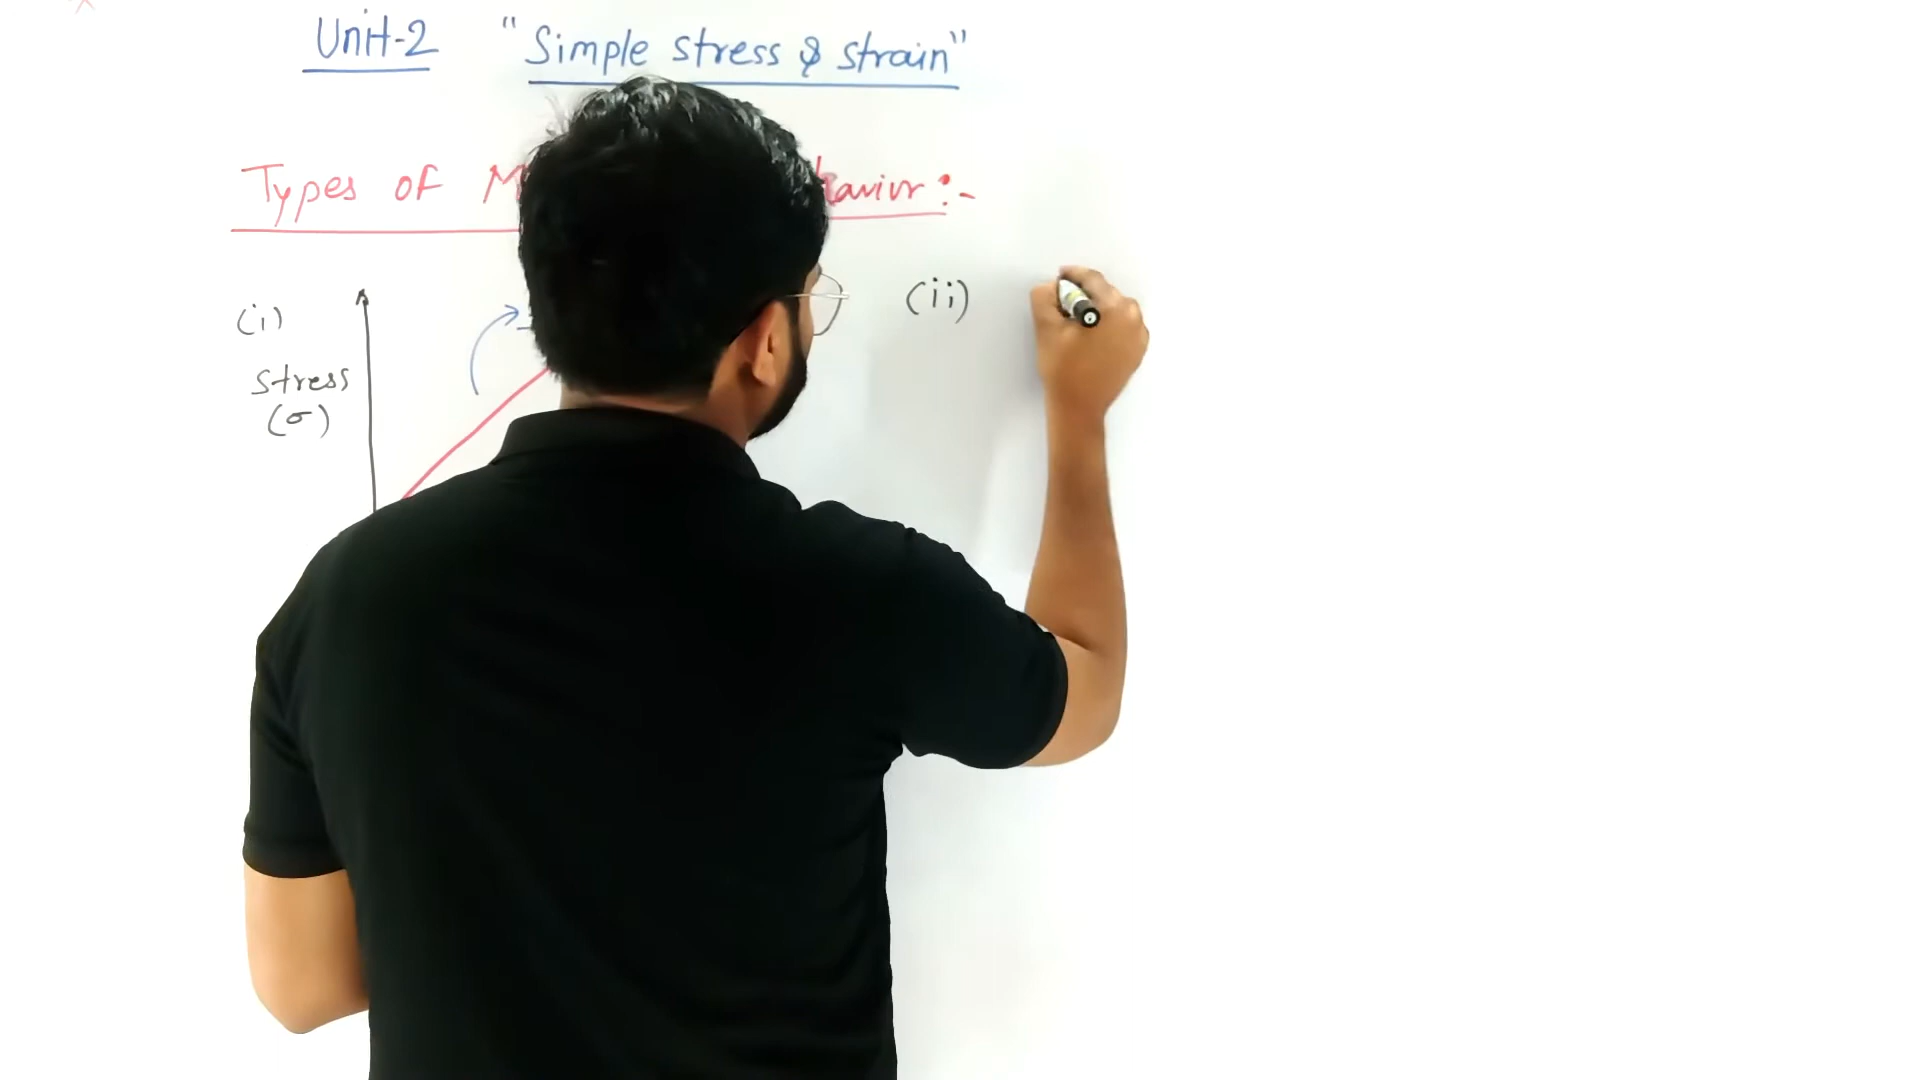 Unit-2 "Simple stress & strain"
Types of :-
(i)
(ii)
stress
(σ)